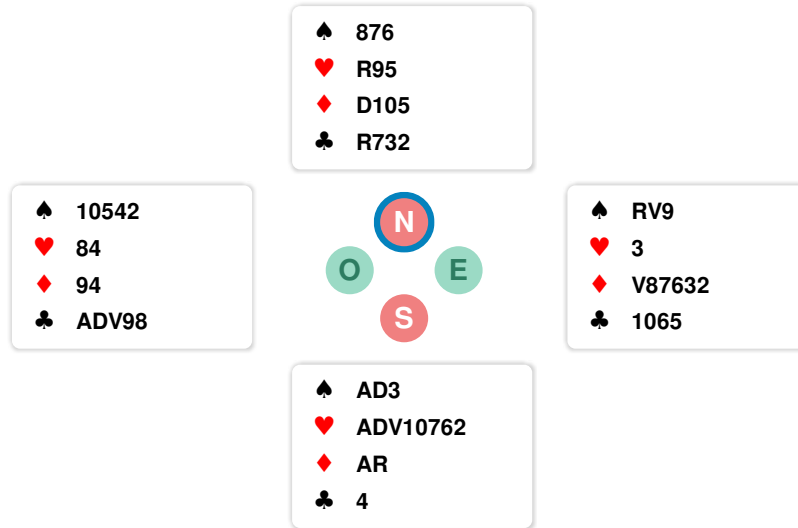 ♠ 876
♥ R95
♦ D105
♣ R732
♠ 10542
♥ 84
♦ 94
♣ ADV98
N
O E
S
♠ RV9
♥ 3
♦ V87632
♣ 1065
♠ AD3
♥ ADV10762
♦ AR
♣ 4